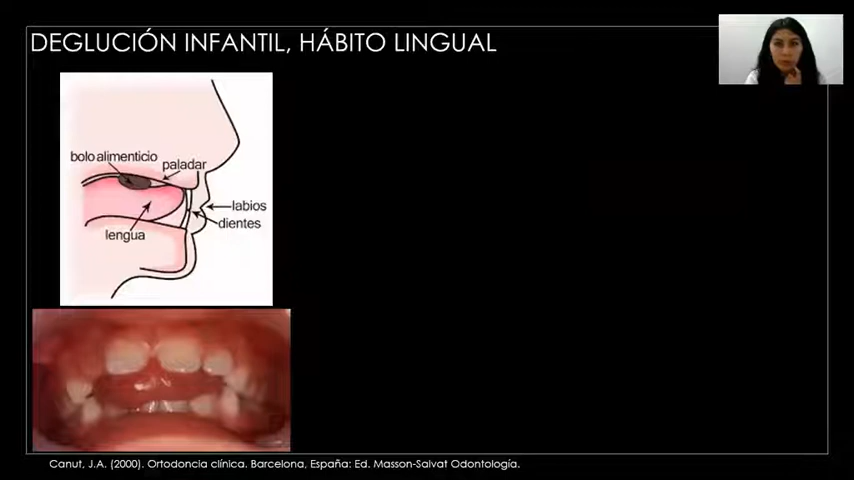 DEGLUCIÓN INFANTIL, HÁBITO LINGUAL
bolo alimenticio
paladar
labios
dientes
lengua
Canut, J.A. (2000). Ortodoncia clínica. Barcelona, España: Ed. Masson-Salvat Odontología.